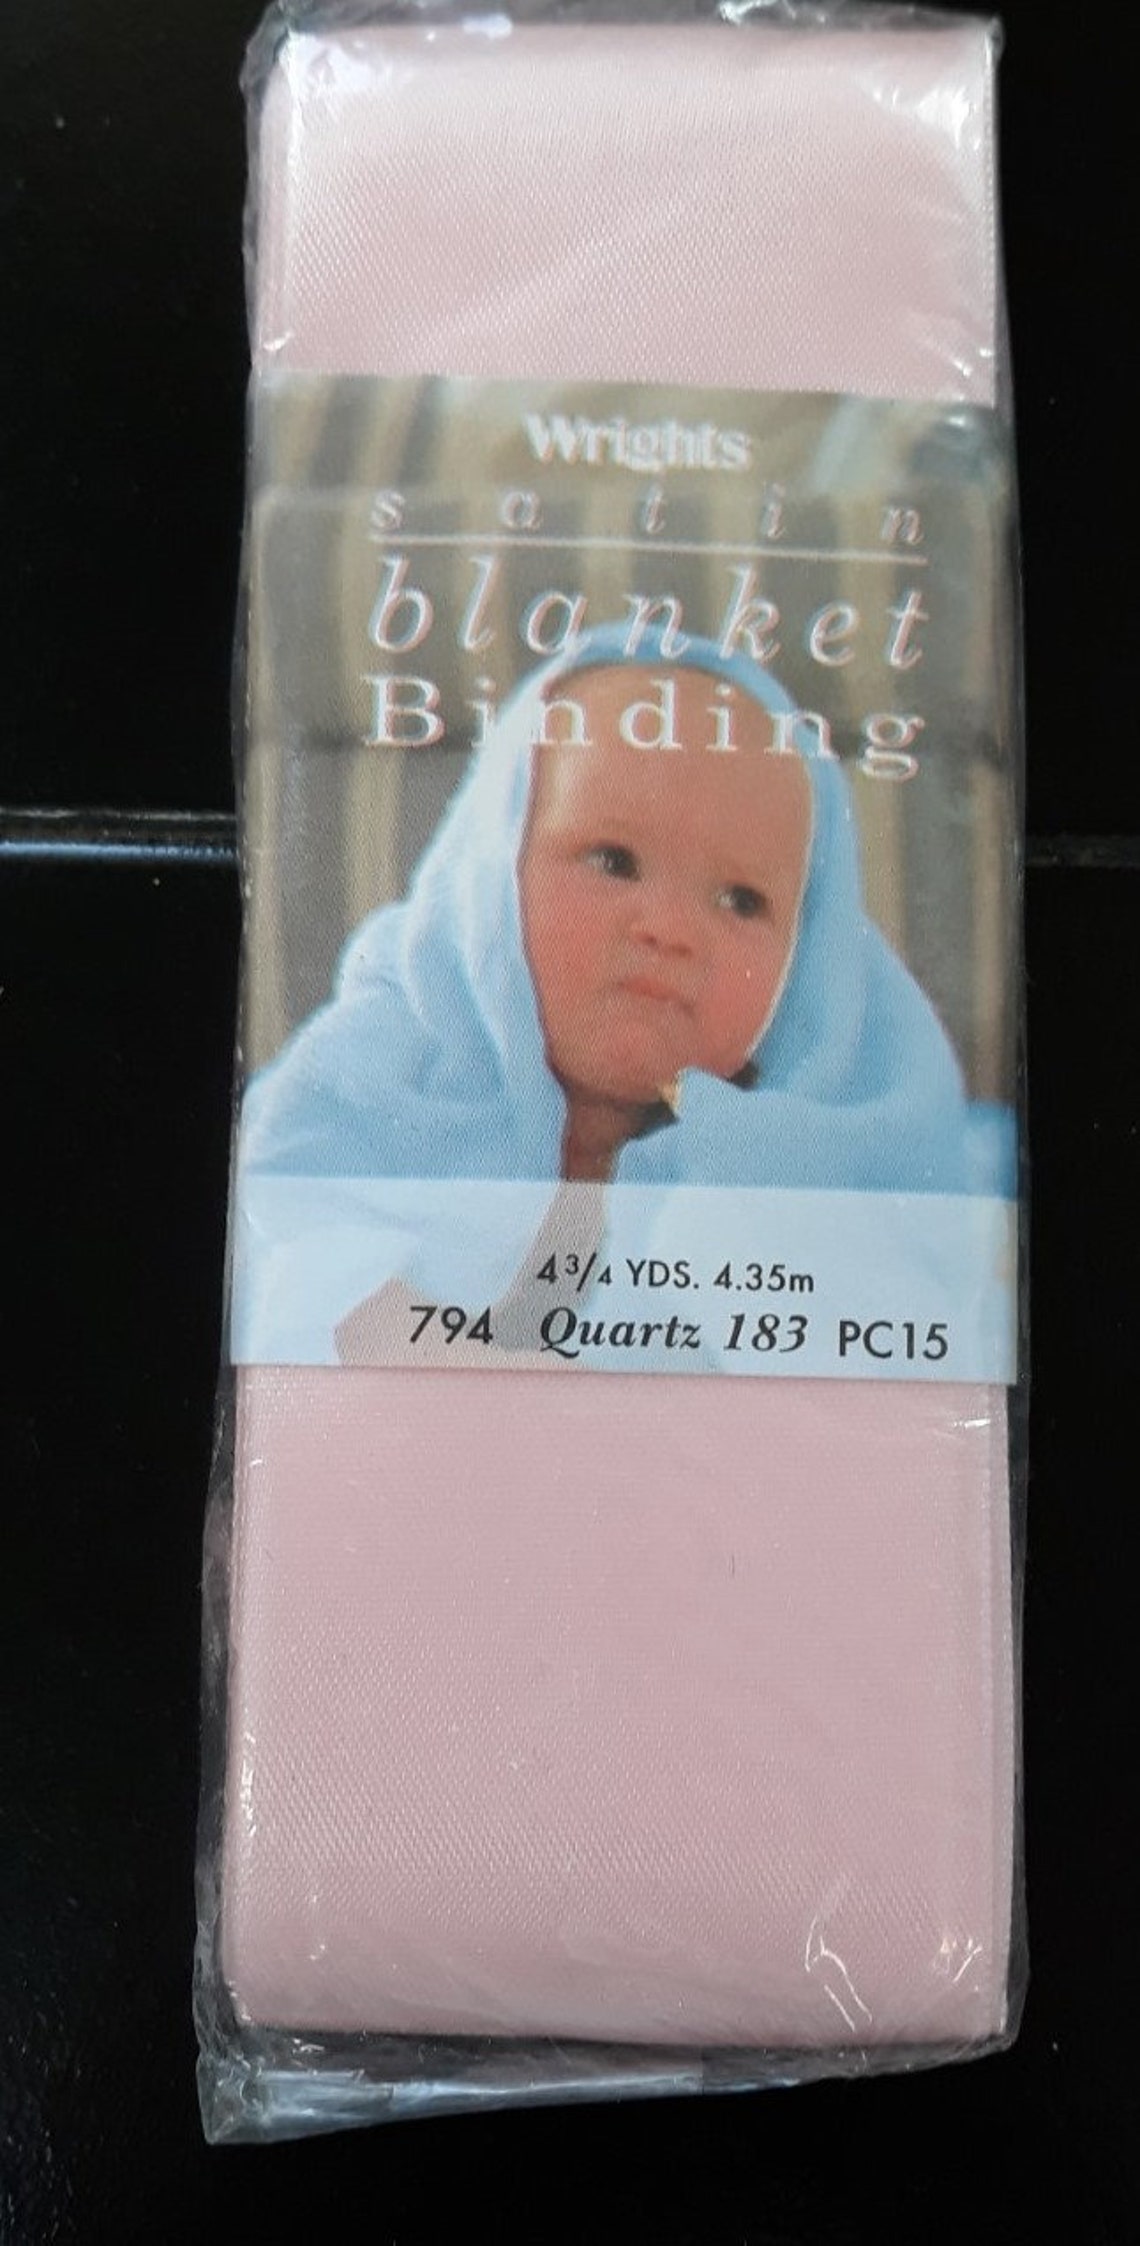 Wrights
satin
blanket
Binding
4 3/4 YDS. 4.35m
794 Quartz 183 PC15